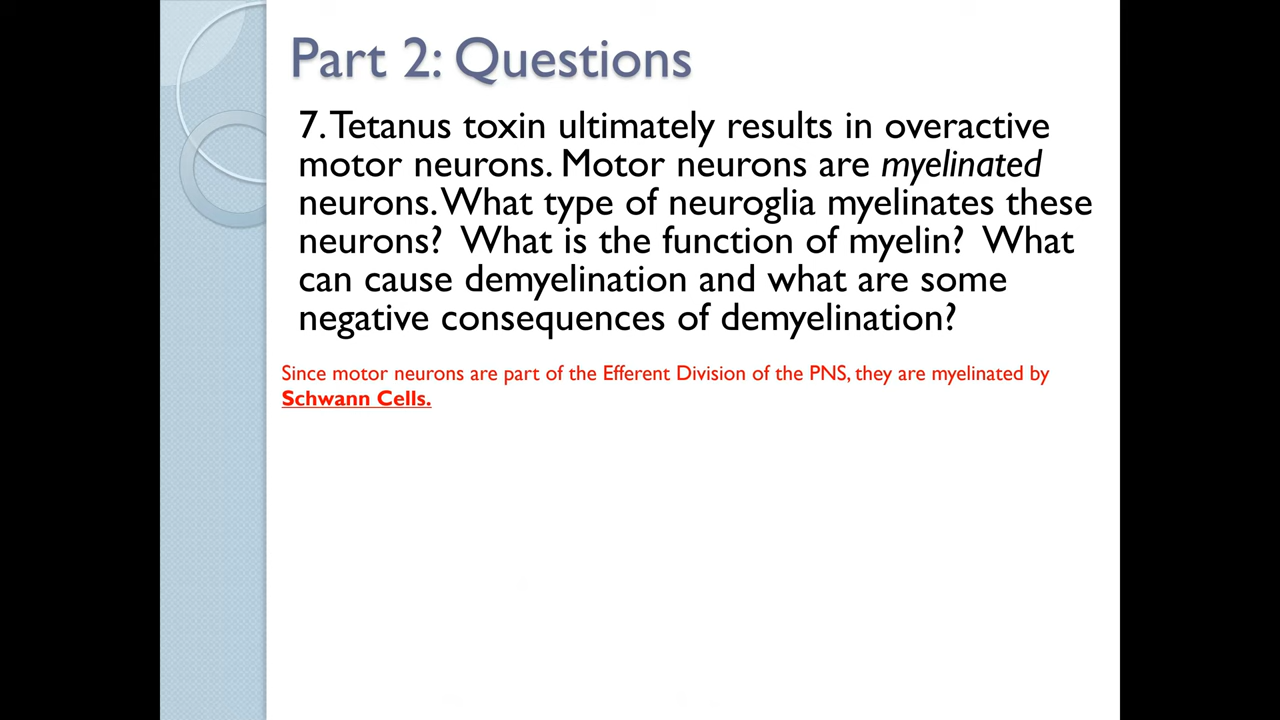 Part 2: Questions
7. Tetanus toxin ultimately results in overactive
motor neurons. Motor neurons are myelinated
neurons. What type of neuroglia myelinates these
neurons?  What is the function of myelin?  What
can cause demyelination and what are some
negative consequences of demyelination?
Since motor neurons are part of the Efferent Division of the PNS, they are myelinated by
Schwann Cells.